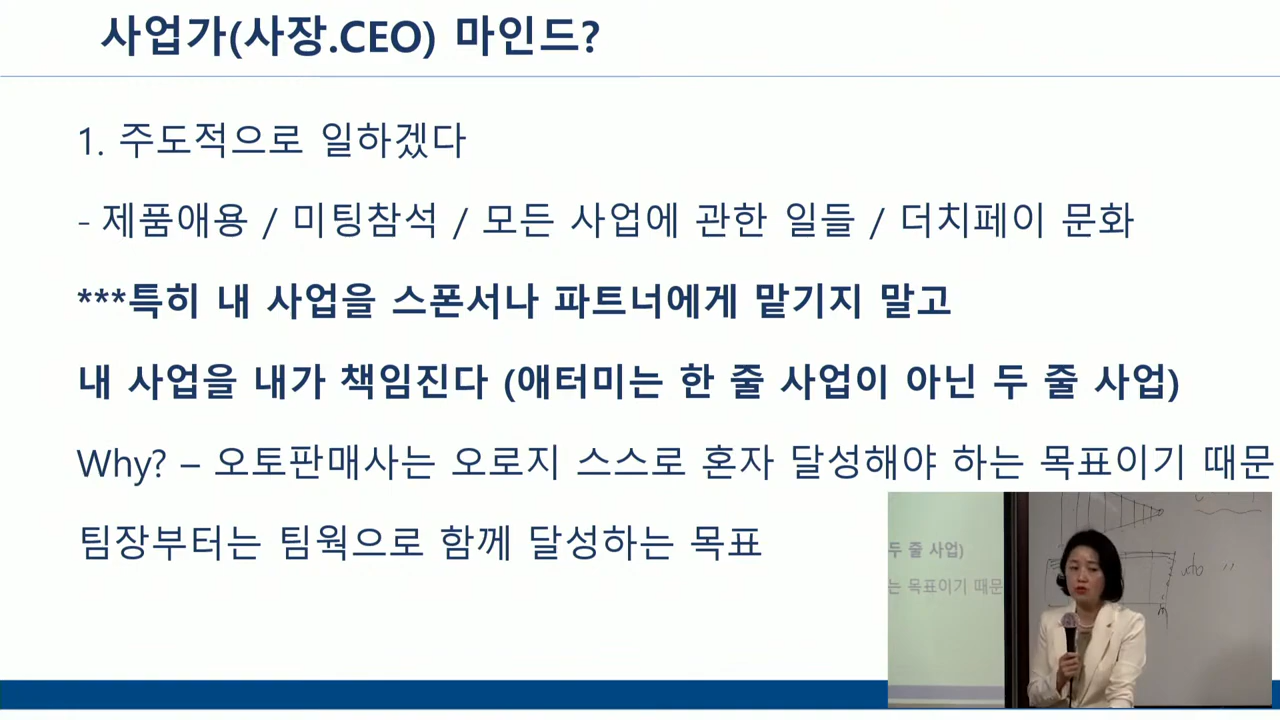 사업가(사장.CEO) 마인드?
1. 주도적으로 일하겠다
- 제품애용 / 미팅참석 / 모든 사업에 관한 일들 / 더치페이 문화
***특히 내 사업을 스폰서나 파트너에게 맡기지 말고
내 사업을 내가 책임진다 (애터미는 한 줄 사업이 아닌 두 줄 사업)
Why? – 오토판매사는 오로지 스스로 혼자 달성해야 하는 목표이기 때문
팀장부터는 팀웍으로 함께 달성하는 목표
두 줄 사업)
는 목표이기 때문